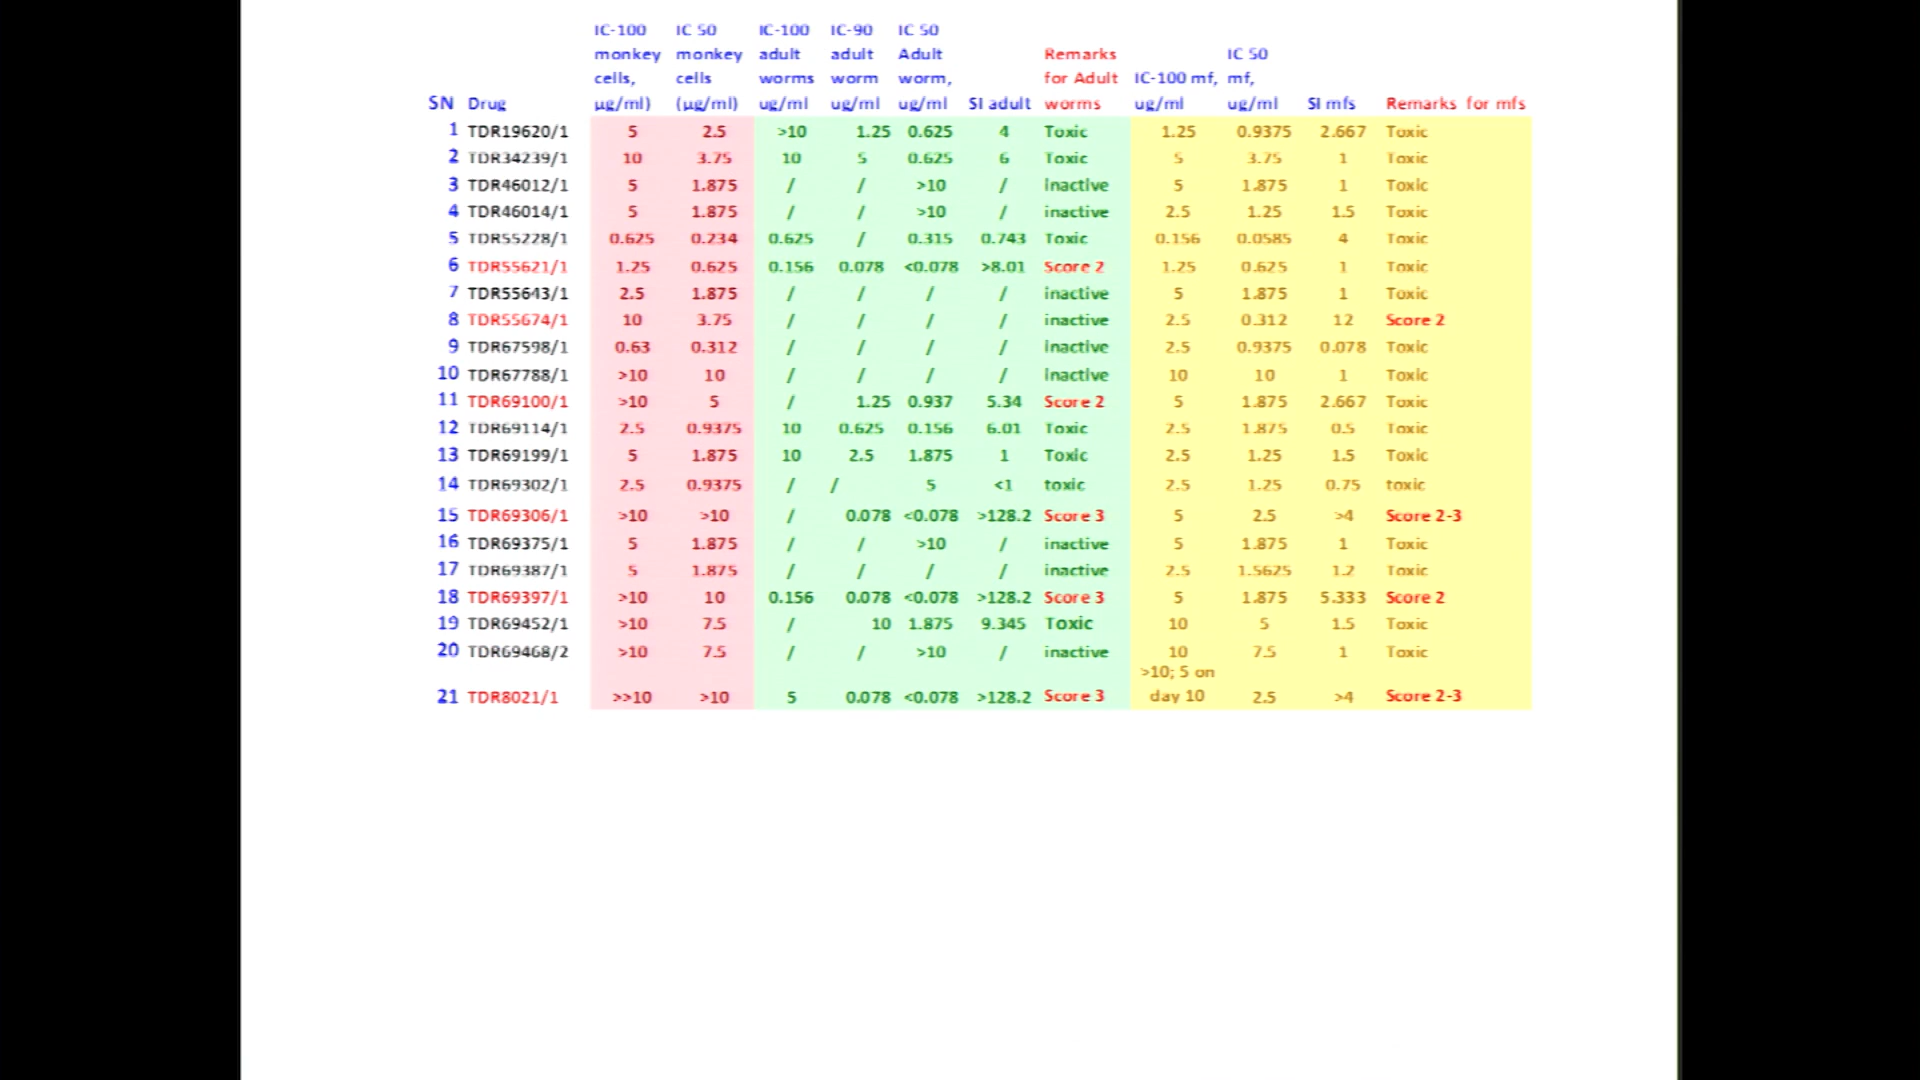 IC-100 IC 50 IC-100 IC-90 IC 50
monkey monkey adult adult Adult Remarks IC 50
cells, cells worms worm worm, for Adult IC-100 mf, mf,
SN Drug µg/ml) (µg/ml) ug/ml ug/ml ug/ml SI adult worms ug/ml ug/ml SI mfs Remarks for mfs
1 TDR19620/1 5 2.5 >10 1.25 0.625 4 Toxic 1.25 0.9375 2.667 Toxic
2 TDR34239/1 10 3.75 10 5 0.625 6 Toxic 5 3.75 1 Toxic
3 TDR46012/1 5 1.875 / / >10 / inactive 5 1.875 1 Toxic
4 TDR46014/1 5 1.875 / / >10 / inactive 2.5 1.25 1.5 Toxic
5 TDR55228/1 0.625 0.234 0.625 / 0.315 0.743 Toxic 0.156 0.0585 4 Toxic
6 TDR55621/1 1.25 0.625 0.156 0.078 <0.078 >8.01 Score 2 1.25 0.625 1 Toxic
7 TDR55643/1 2.5 1.875 / / / / inactive 5 1.875 1 Toxic
8 TDR55674/1 10 3.75 / / / / inactive 2.5 0.312 12 Score 2
9 TDR67598/1 0.63 0.312 / / / / inactive 2.5 0.9375 0.078 Toxic
10 TDR67788/1 >10 10 / / / / inactive 10 10 1 Toxic
11 TDR69100/1 >10 5 / 1.25 0.937 5.34 Score 2 5 1.875 2.667 Toxic
12 TDR69114/1 2.5 0.9375 10 0.625 0.156 6.01 Toxic 2.5 1.875 0.5 Toxic
13 TDR69199/1 5 1.875 10 2.5 1.875 1 Toxic 2.5 1.25 1.5 Toxic
14 TDR69302/1 2.5 0.9375 / / 5 <1 toxic 2.5 1.25 0.75 toxic
15 TDR69306/1 >10 >10 / 0.078 <0.078 >128.2 Score 3 5 2.5 >4 Score 2-3
16 TDR69375/1 5 1.875 / / >10 / inactive 5 1.875 1 Toxic
17 TDR69387/1 5 1.875 / / / / inactive 2.5 1.5625 1.2 Toxic
18 TDR69397/1 >10 10 0.156 0.078 <0.078 >128.2 Score 3 5 1.875 5.333 Score 2
19 TDR69452/1 >10 7.5 / 10 1.875 9.345 Toxic 10 5 1.5 Toxic
20 TDR69468/2 >10 7.5 / / >10 / inactive 10 7.5 1 Toxic
>10; 5 on
21 TDR8021/1 >>10 >10 5 0.078 <0.078 >128.2 Score 3 day 10 2.5 >4 Score 2-3